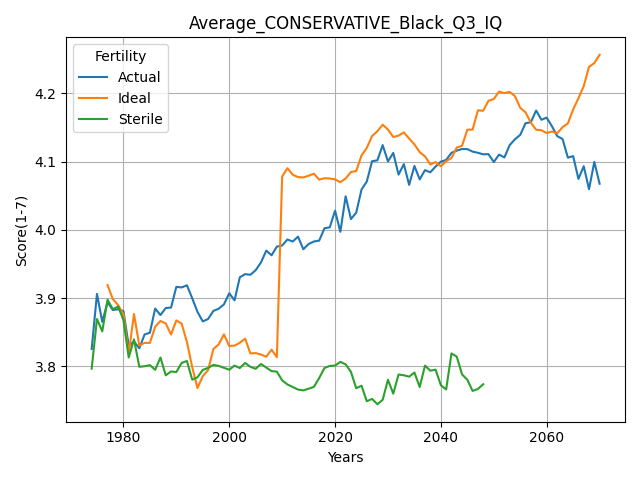 Average_CONSERVATIVE_Black_Q3_IQ
Fertility
Actual
Ideal
Sterile
Score(1-7)
4.2
4.1
4.0
3.9
3.8
1980
2000
2020
2040
2060
Years